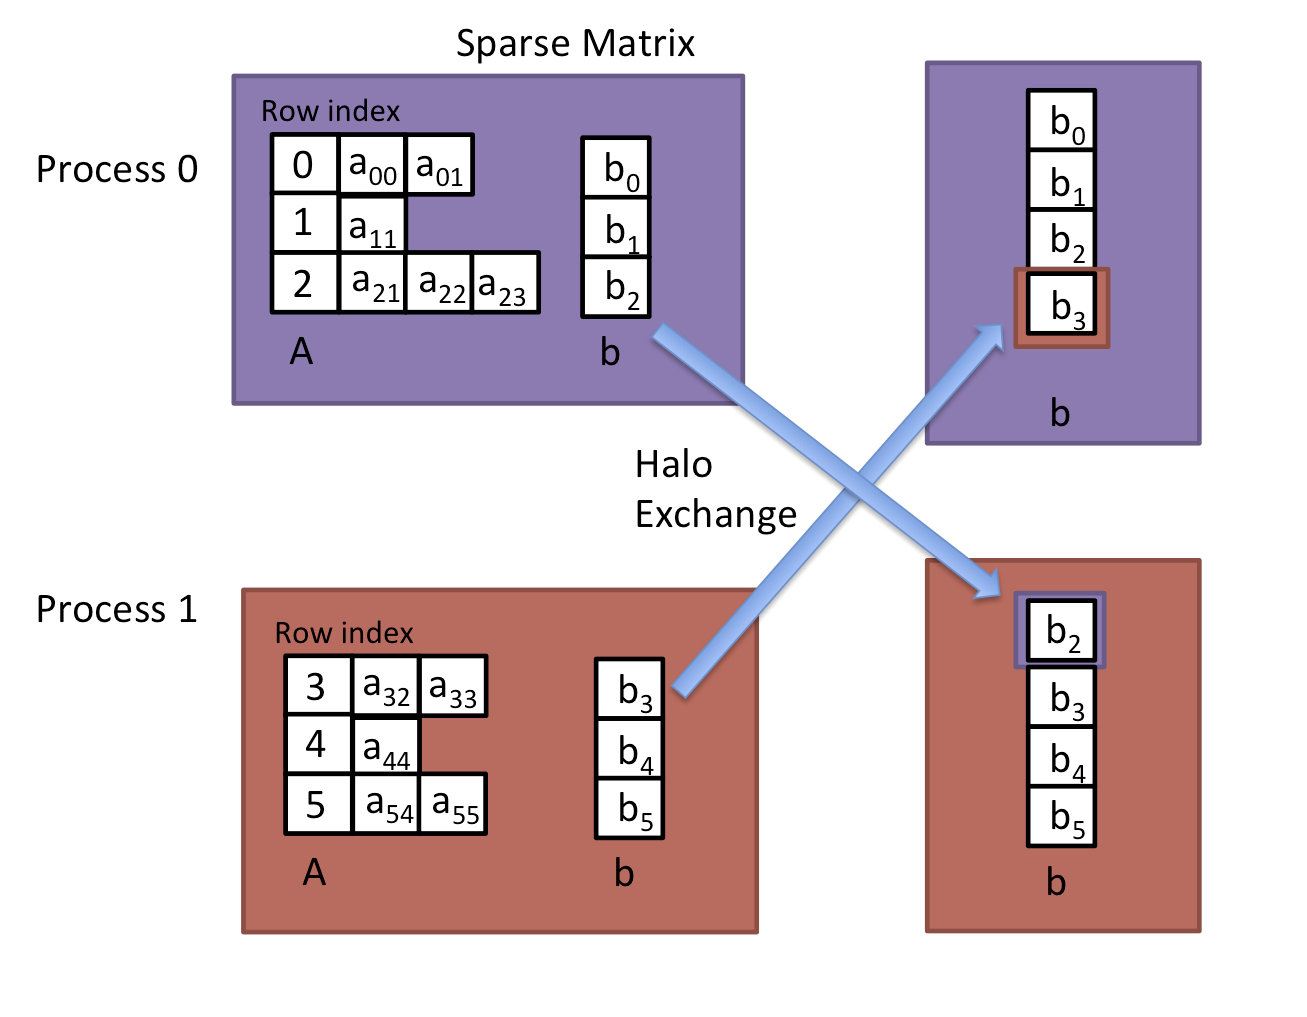 Sparse Matrix
Process 0
Row index
0 a₀₀ a₀₁
1 a₁₁
2 a₂₁ a₂₂ a₂₃
A
b₀
b₁
b₂
b
b₀
b₁
b₂
b₃
b
Halo
Exchange
Process 1
Row index
3 a₃₂ a₃₃
4 a₄₄
5 a₅₄ a₅₅
A
b₃
b₄
b₅
b
b₂
b₃
b₄
b₅
b